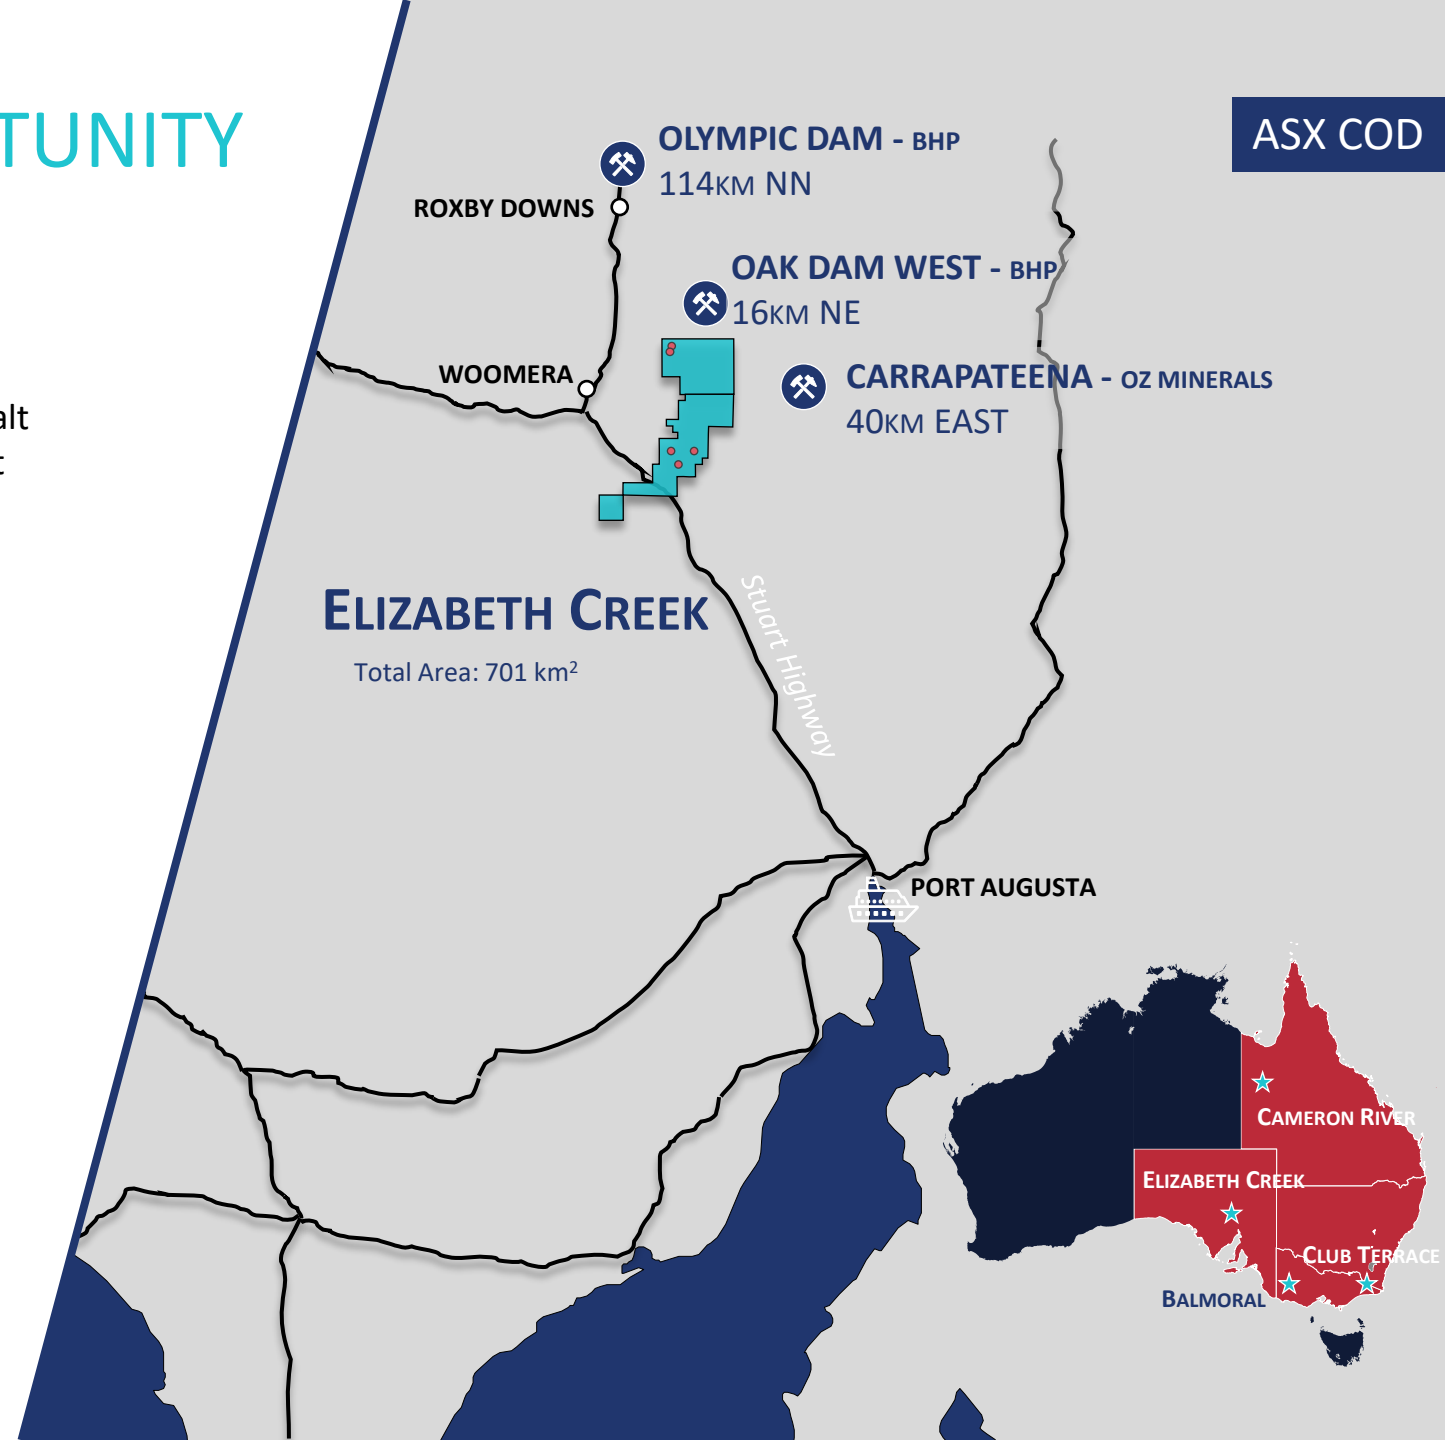 TUNITY
ASX COD
OLYMPIC DAM - BHP
114KM NN
ROXBY DOWNS
OAK DAM WEST - BHP
16KM NE
WOOMERA
CARRAPATEENA - OZ MINERALS
40KM EAST
alt
t
ELIZABETH CREEK
Total Area: 701 km²
Stuart Highway
PORT AUGUSTA
CAMERON RIVER
ELIZABETH CREEK
CLUB TERRACE
BALMORAL